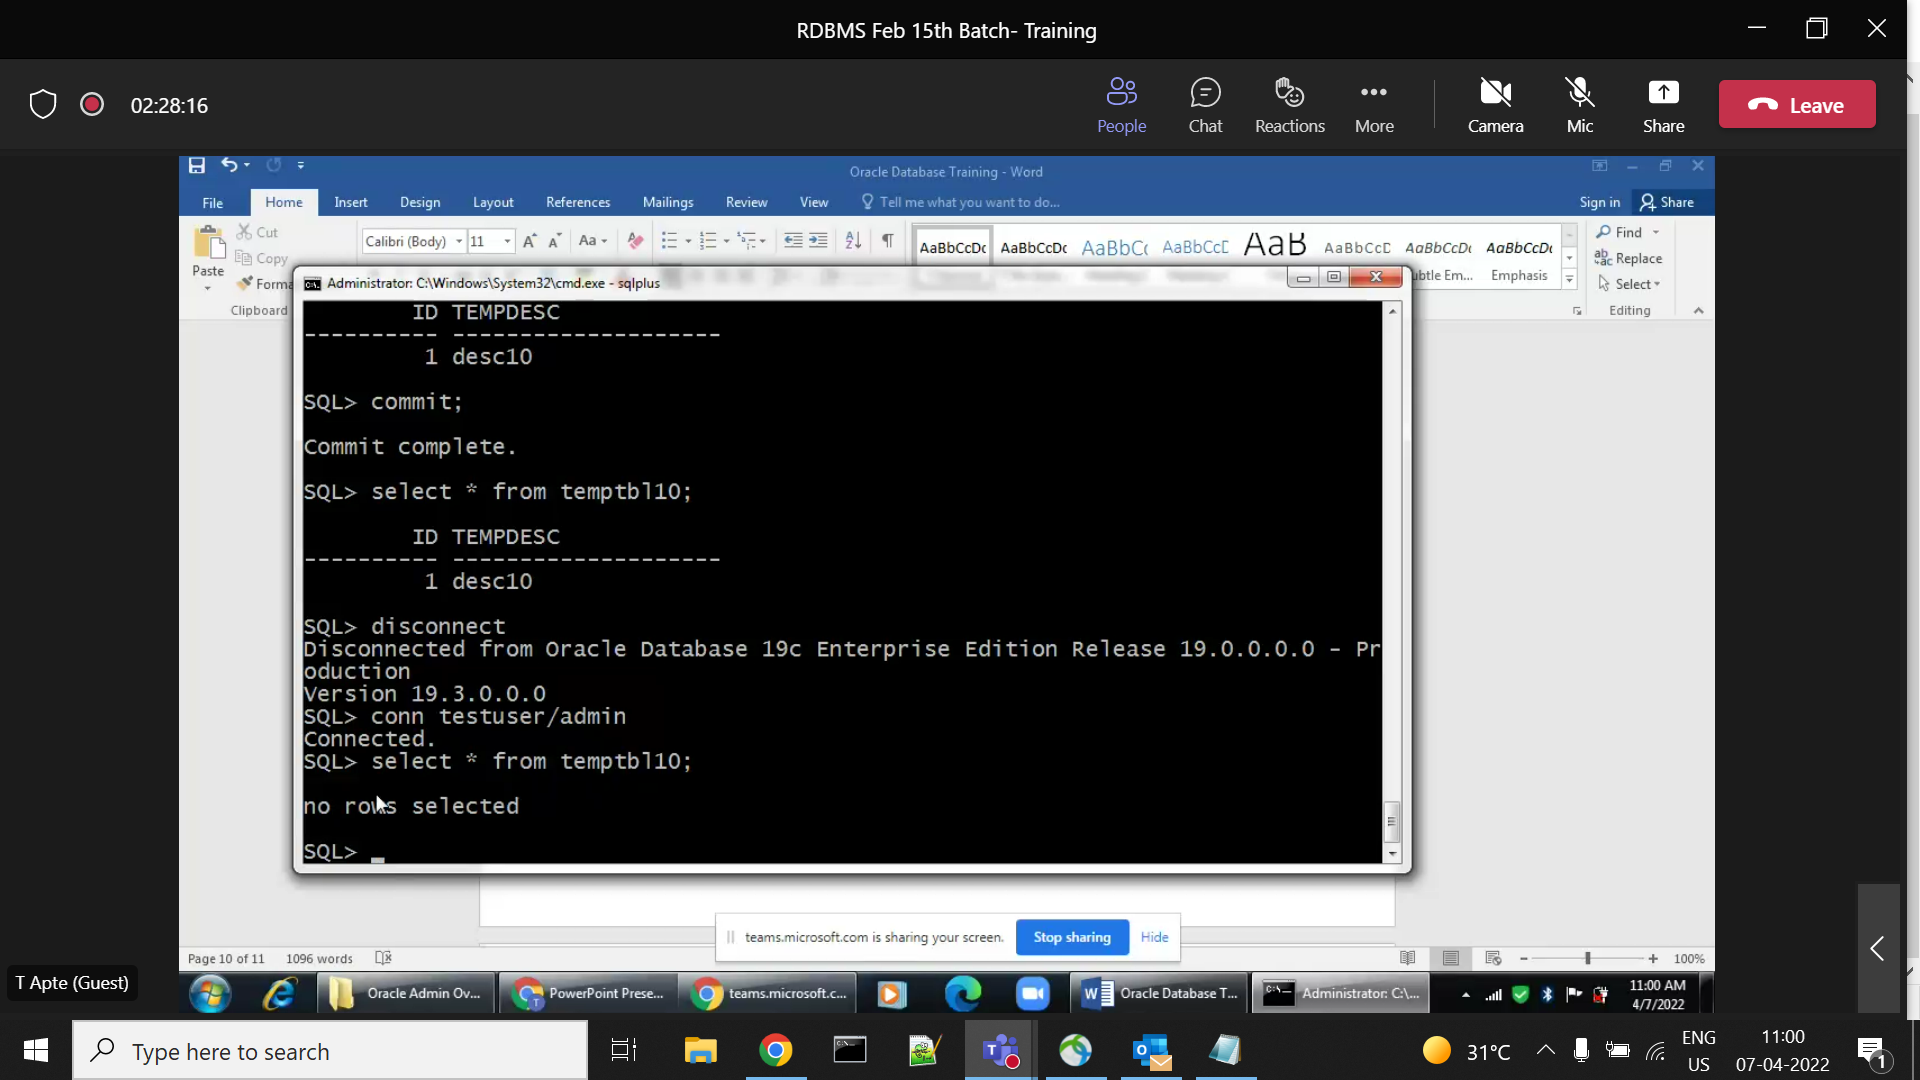 RDBMS Feb 15th Batch- Training
02:28:16
People
Chat
Reactions
More
Camera
Mic
Share
Leave
Oracle Database Training - Word
File
Home
Insert
Design
Layout
References
Mailings
Review
View
Tell me what you want to do...
Sign in
Share
Paste
Cut
Copy
Forma
Clipboard
Calibri (Body)
11
Aa
AaBbCcDc
AaBbCcDc
AaBbC(
AaBbCcE
AaB
AaBbCcD
AaBbCcDc
AaBbCcDc
ubtle Em...
Emphasis
Find
Replace
Select
Editing
Administrator: C:\Windows\System32\cmd.exe - sqlplus
ID TEMPDESC
---------- --------------------
1 desc10
SQL> commit;
Commit complete.
SQL> select * from temptbl10;
ID TEMPDESC
---------- --------------------
1 desc10
SQL> disconnect
Disconnected from Oracle Database 19c Enterprise Edition Release 19.0.0.0.0 - Pr
oduction
Version 19.3.0.0.0
SQL> conn testuser/admin
Connected.
SQL> select * from temptbl10;
no rows selected
SQL> _
teams.microsoft.com is sharing your screen.
Stop sharing
Hide
Page 10 of 11
1096 words
100%
T Apte (Guest)
Oracle Admin Ov...
PowerPoint Prese...
teams.microsoft.c...
Oracle Database T...
Administrator: C:\...
11:00 AM
4/7/2022
Type here to search
31°C
ENG
US
11:00
07-04-2022
1